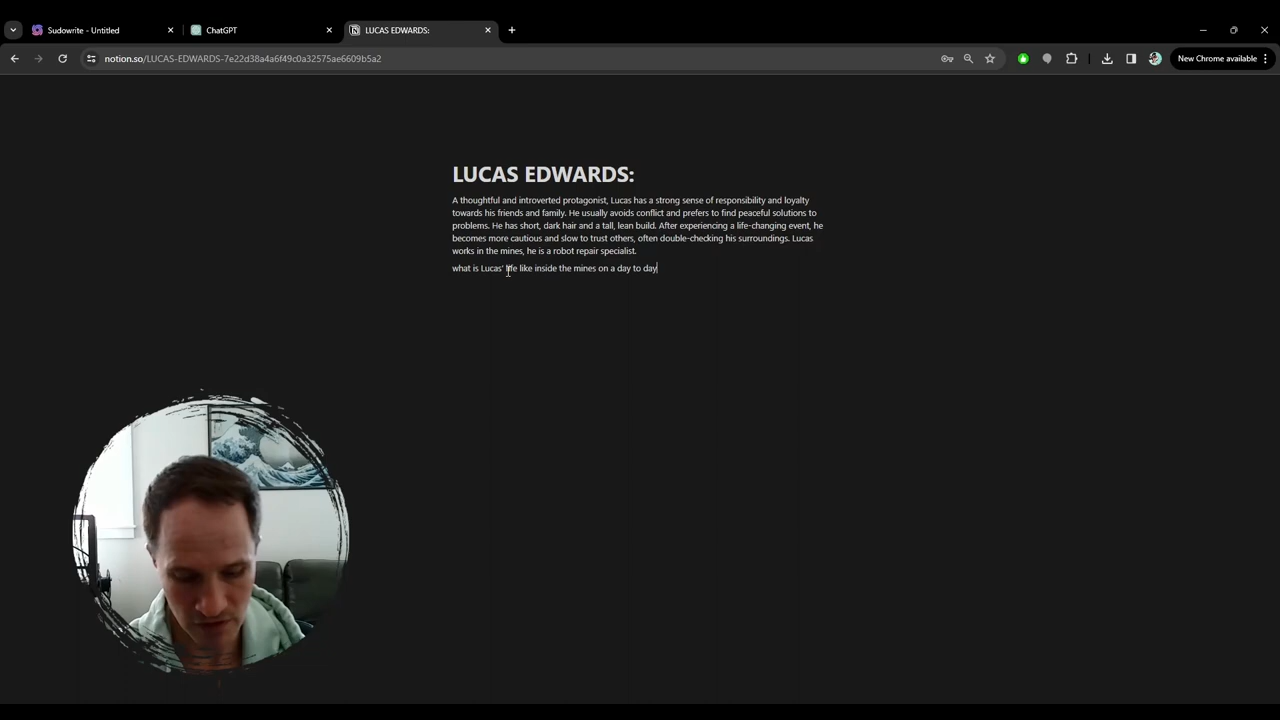 Sudowrite - Untitled
ChatGPT
LUCAS EDWARDS:
notion.so/LUCAS-EDWARDS-7e22d38a4a6f49c0a32575ae6609b5a2
New Chrome available
LUCAS EDWARDS:
A thoughtful and introverted protagonist, Lucas has a strong sense of responsibility and loyalty
towards his friends and family. He usually avoids conflict and prefers to find peaceful solutions to
problems. He has short, dark hair and a tall, lean build. After experiencing a life-changing event, he
becomes more cautious and slow to trust others, often double-checking his surroundings. Lucas
works in the mines, he is a robot repair specialist.
what is Lucas' life like inside the mines on a day to day